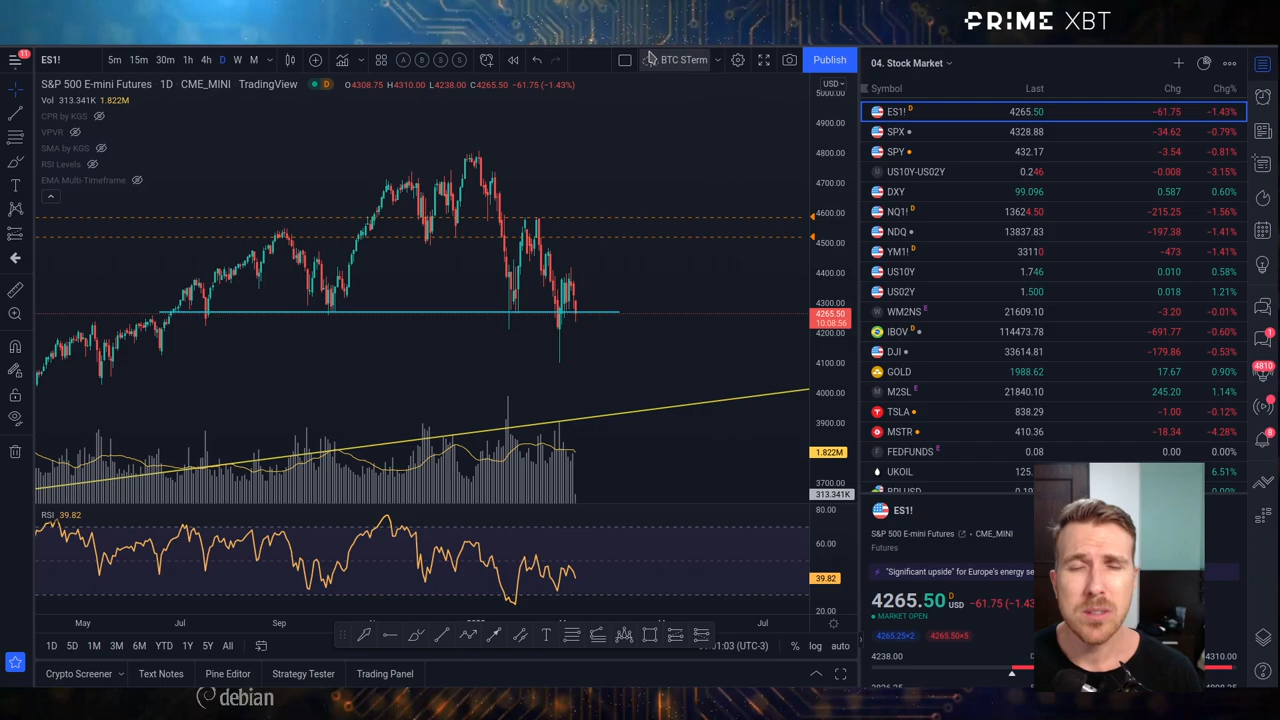 PRIME XBT
11
ES1!
5m 15m 30m 1h 4h D W M
A B S S
BTC STerm
Publish
04. Stock Market
S&P 500 E-mini Futures · 1D · CME_MINI TradingView D O4308.75 H4310.00 L4238.00 C4265.50 −61.75 (−1.43%)
USD
Vol 313.341K 1.822M
CPR by KGS
VPVR
SMA by KGS
RSI Levels
EMA Multi-Timeframe
5000.00
4900.00
4800.00
4700.00
4600.00
4500.00
4400.00
4300.00
4265.50
10:08:56
4200.00
4100.00
4000.00
3900.00
1.822M
3700.00
313.341K
RSI 39.82
80.00
60.00
39.82
20.00
May Jul Sep Jul
1D 5D 1M 3M 6M YTD 1Y 5Y All
01:03 (UTC-3) % log auto
Crypto Screener Text Notes Pine Editor Strategy Tester Trading Panel
Symbol Last Chg Chg%
ES1! D 4265.50 −61.75 −1.43%
SPX 4328.88 −34.62 −0.79%
SPY 432.17 −3.54 −0.81%
US10Y-US02Y 0.246 −0.008 −3.15%
DXY 99.096 0.587 0.60%
NQ1! D 13624.50 −215.25 −1.56%
NDQ 13837.83 −197.38 −1.41%
YM1! D 33110 −473 −1.41%
US10Y 1.746 0.010 0.58%
US02Y 1.500 0.018 1.21%
WM2NS E 21609.10 −3.20 −0.01%
IBOV D 114473.78 −691.77 −0.60%
DJI 33614.81 −179.86 −0.53%
GOLD 1988.62 17.67 0.90%
M2SL E 21840.10 245.20 1.14%
TSLA 838.29 −1.00 −0.12%
MSTR 410.36 −18.34 −4.28%
FEDFUNDS E 0.08 0.00 0.00%
UKOIL 125. 6.51%
4810
8
ES1!
S&P 500 E-mini Futures · CME_MINI
Futures
"Significant upside" for Europe's energy se
4265.50 D USD −61.75 (−1.43
MARKET OPEN
4265.25×2 4265.50×5
4238.00 4310.00
debian